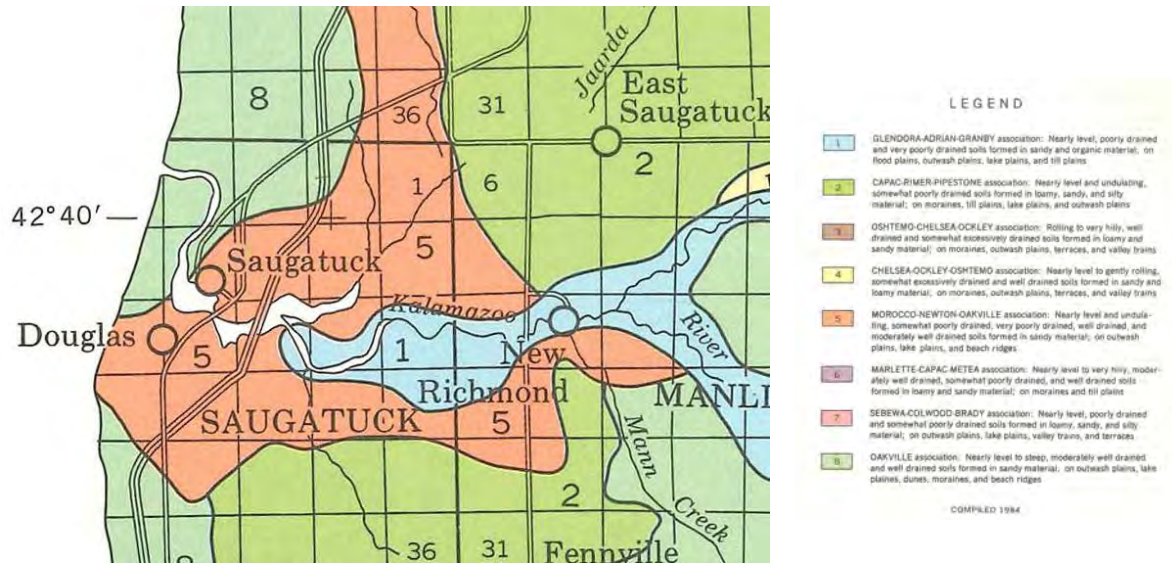 Jaarda
East
Saugatuck
8
36
31
2
1
6
42°40′
5
Saugatuck
Kalamazoo
Douglas
5
1
New
Richmond
River
MANLI
SAUGATUCK
5
Mann
Creek
2
36
31
Fennville
LEGEND
1 GLENDORA-ADRIAN-GRANBY association: Nearly level, poorly drained
and very poorly drained soils formed in sandy and organic material; on
flood plains, outwash plains, lake plains, and till plains
2 CAPAC-RIMER-PIPESTONE association: Nearly level and undulating,
somewhat poorly drained soils formed in loamy, sandy, and silty
material; on moraines, till plains, lake plains, and outwash plains
3 OSHTEMO-CHELSEA-OCKLEY association: Rolling to very hilly, well
drained and somewhat excessively drained soils formed in loamy and
sandy material; on moraines, outwash plains, terraces, and valley trains
4 CHELSEA-OCKLEY-OSHTEMO association: Nearly level to gently rolling,
somewhat excessively drained and well drained soils formed in sandy and
loamy material; on moraines, outwash plains, terraces, and valley trains
5 MOROCCO-NEWTON-OAKVILLE association: Nearly level and undula-
ting, somewhat poorly drained, very poorly drained, well drained, and
moderately well drained soils formed in sandy material; on outwash
plains, lake plains, and beach ridges
6 MARLETTE-CAPAC-METEA association: Nearly level to very hilly, moder-
ately well drained, somewhat poorly drained, and well drained soils
formed in loamy and sandy material; on moraines and till plains
7 SEBEWA-COLWOOD-BRADY association: Nearly level, poorly drained
and somewhat poorly drained soils formed in loamy, sandy, and silty
material; on outwash plains, lake plains, valley trains, and terraces
8 OAKVILLE association: Nearly level to steep, moderately well drained
and well drained soils formed in sandy material; on outwash plains, lake
plaines, dunes, moraines, and beach ridges
COMPILED 1984